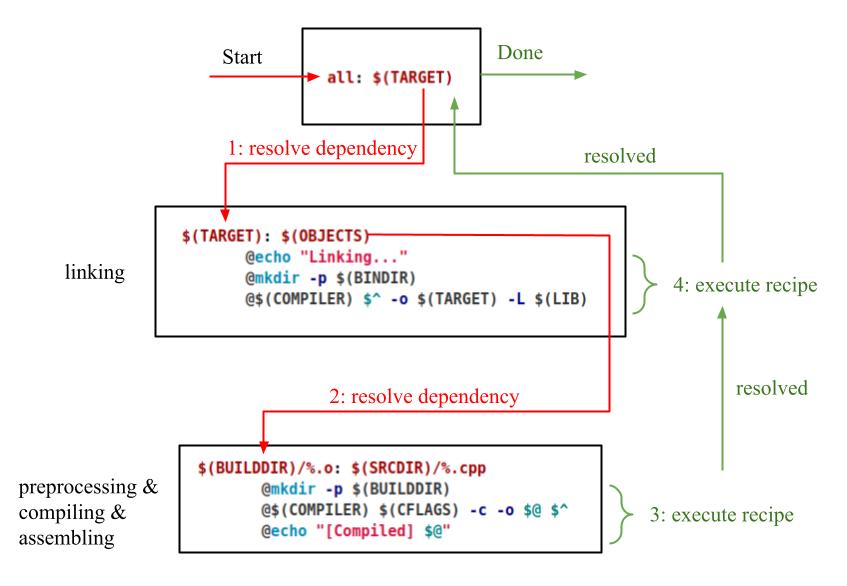 Start
Done
all: $(TARGET)
1: resolve dependency
resolved
$(TARGET): $(OBJECTS)
@echo "Linking..."
@mkdir -p $(BINDIR)
@$(COMPILER) $^ -o $(TARGET) -L $(LIB)
linking
4: execute recipe
2: resolve dependency
resolved
$(BUILDDIR)/%.o: $(SRCDIR)/%.cpp
@mkdir -p $(BUILDDIR)
@$(COMPILER) $(CFLAGS) -c -o $@ $^
@echo "[Compiled] $@"
preprocessing &
compiling &
assembling
3: execute recipe